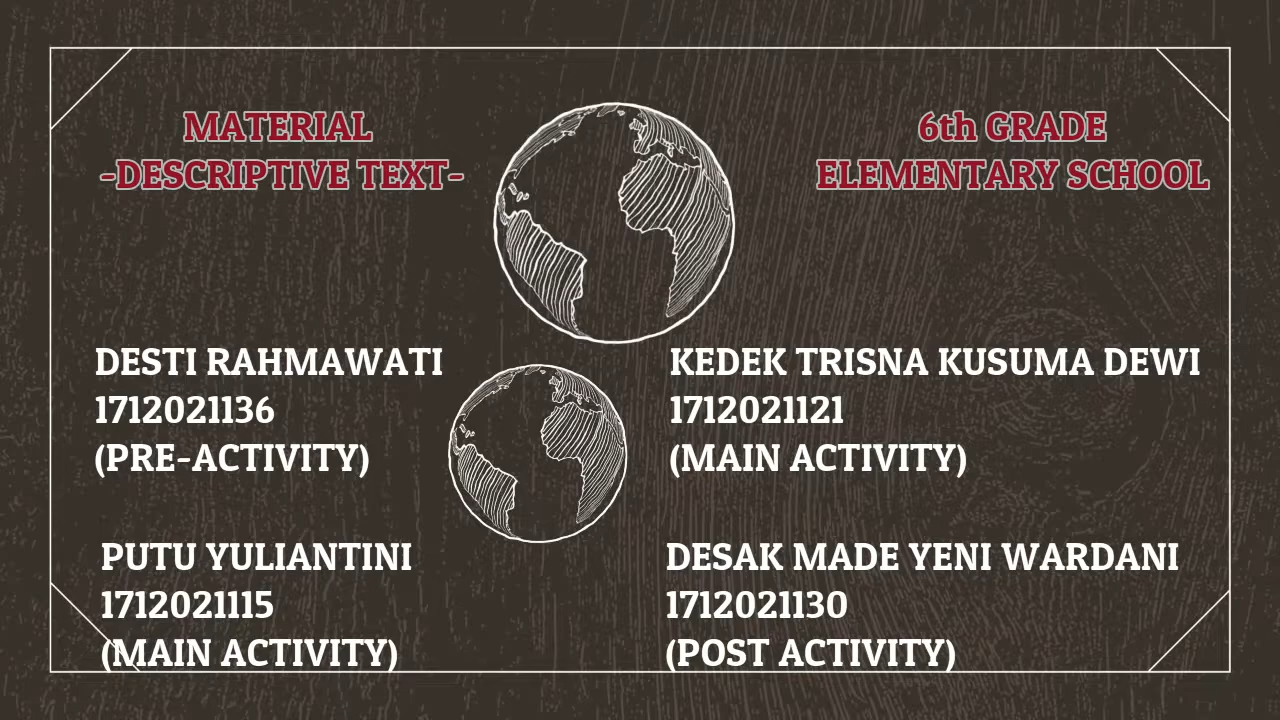 MATERIAL
-DESCRIPTIVE TEXT-
6th GRADE
ELEMENTARY SCHOOL
DESTI RAHMAWATI
1712021136
(PRE-ACTIVITY)
KEDEK TRISNA KUSUMA DEWI
1712021121
(MAIN ACTIVITY)
PUTU YULIANTINI
1712021115
(MAIN ACTIVITY)
DESAK MADE YENI WARDANI
1712021130
(POST ACTIVITY)